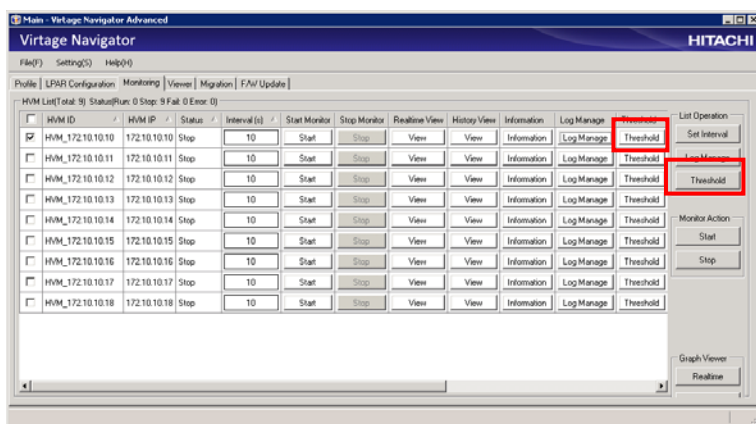 Main - Virtage Navigator Advanced
Virtage Navigator HITACHI
File(F) Setting(S) Help(H)
Profile LPAR Configuration Monitoring Viewer Migration F/W Update
HVM List(Total: 9) Status(Run: 0 Stop: 9 Fail: 0 Error: 0)
HVM ID HVM IP Status Interval (s) Start Monitor Stop Monitor Realtime View History View Information Log Manage Threshold List Operation
HVM_172.10.10.10 172.10.10.10 Stop 10 Start Stop View View Information Log Manage Threshold Set Interval
HVM_172.10.10.11 172.10.10.11 Stop 10 Start Stop View View Information Log Manage Threshold Log Manage
HVM_172.10.10.12 172.10.10.12 Stop 10 Start Stop View View Information Log Manage Threshold Threshold
HVM_172.10.10.13 172.10.10.13 Stop 10 Start Stop View View Information Log Manage Threshold
HVM_172.10.10.14 172.10.10.14 Stop 10 Start Stop View View Information Log Manage Threshold Monitor Action
HVM_172.10.10.15 172.10.10.15 Stop 10 Start Stop View View Information Log Manage Threshold Start
HVM_172.10.10.16 172.10.10.16 Stop 10 Start Stop View View Information Log Manage Threshold Stop
HVM_172.10.10.17 172.10.10.17 Stop 10 Start Stop View View Information Log Manage Threshold
HVM_172.10.10.18 172.10.10.18 Stop 10 Start Stop View View Information Log Manage Threshold
Graph Viewer
Realtime